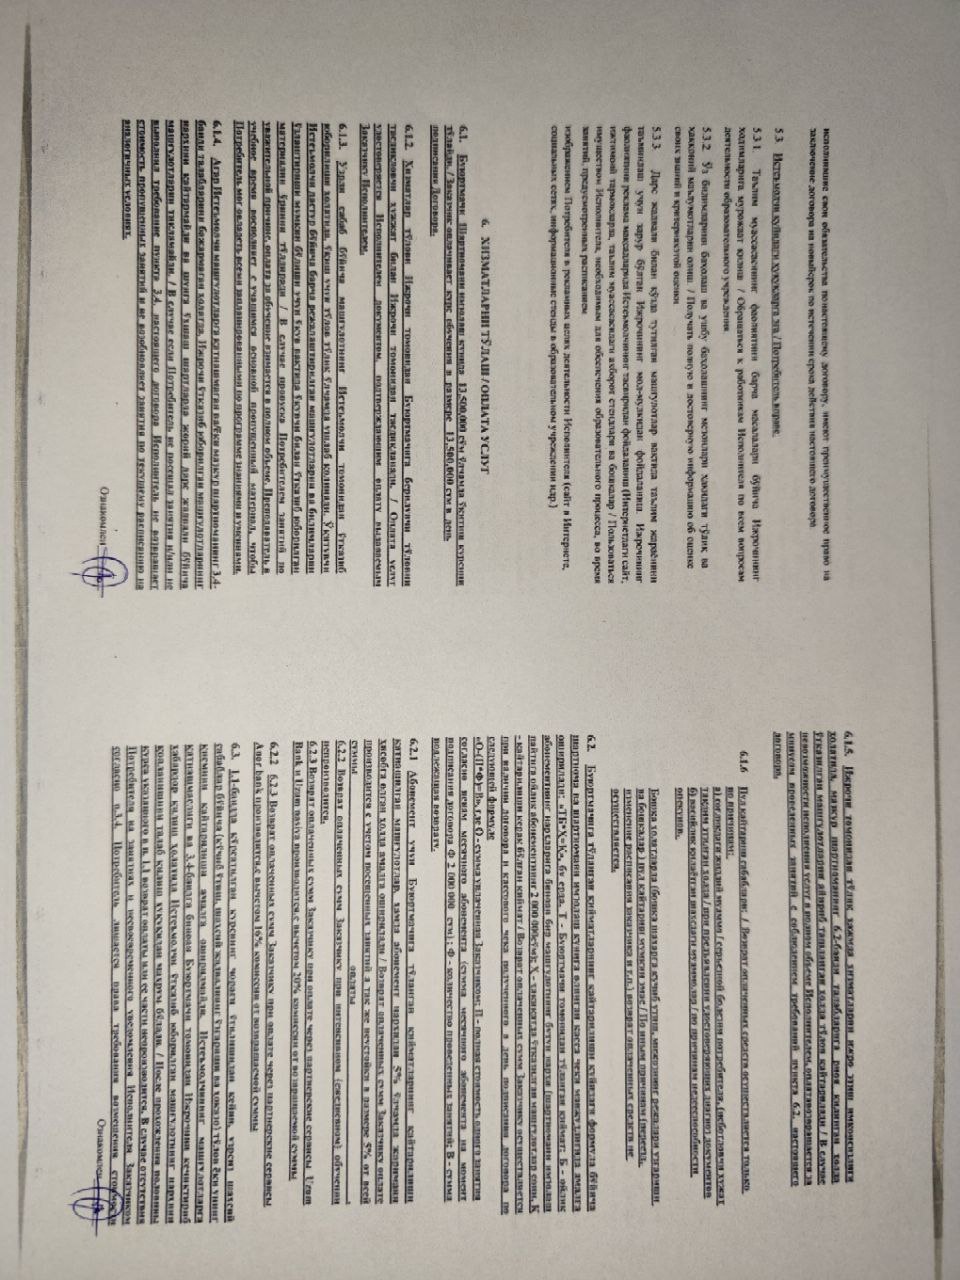 исполнившие свои обязательства по настоящему договору, имеют преимущественное право на
заключение договора на новыйсрок по истечении срока действия настоящего договора.
5.3. Истеъмолчи қуйидаги ҳуқуқларга эга / Потребитель вправе:
5.3.1. Таълим муассасасининг фаолиятини барча масалалари бўйича Ижрочининг
ходимларига мурожаат қилиш / Обращаться к работникам Исполнителя по всем вопросам
деятельности образовательного учреждения.
5.3.2. Ўз билимларини баҳолаш ва ушбу баҳолашнинг мезонлари ҳақидаги тўлиқ ва
ҳаққоний маълумотларни олиш. / Получать полную и достоверную информацию об оценке
своих знаний и критерияхэтой оценки.
5.3.3. Дарс жадвали билан кўзда тутилган машғулотлар вақтида таълим жараёнини
таъминлаш учун зарур бўлган Ижрочининг мол-мулкидан фойдаланиш. Ижрочининг
фаолиятини реклама мақсадларида Истеъмолчининг тасвиридан фойдаланиш (Интернетдаги сайт,
ижтимоий тармоқларда, таълим муассасасидаги ахборот стендлари ва бошқалар / Пользоваться
имуществом Исполнителя, необходимым для обеспечения образовательного процесса, во время
занятий, предусмотренных расписанием
изображением Потребителя в рекламных целях деятельности Исполнителя (сайт в Интернете,
социальных сетях, информационные стенды в образовательном учреждении идр.)
6. ХИЗМАТЛАРНИ ТЎЛАШ / ОПЛАТА УСЛУГ
6.1. Буюртмачи Шартномани имзолаш кунида 13,500,000 сўм ўлчамда ўқитиш курсини
тўлайди. / Заказчик оплачивает курс обучения в размере 13,500,000 сум в день
подписания Договора.
6.1.2. Хизматлар тўлови Ижрочи томонидан Буюртмачига берилувчи тўловни
тасдиқловчи ҳужжат билан Ижрочи томонидан тасдиқланади. / Оплата услуг
удостоверяется Исполнителем документом, подтверждающим оплату выдаваемым
Заказчику Исполнителем.
6.1.3. Узрли сабаб бўйича машғулотнинг Истеъмолчи томонидан ўтказиб
юборилиши ҳолатида, ўқиш учун тўлов тўлиқ ўлчамда ушлаб қолинади. Ўқитувчи
Истеъмолчи дастур бўйича барча режалаштирилган машғулотларни ва билимларни
ўзлаштириши мумкин бўлиши учун ўқув вақтида ўқувчи билан ўтказиб юборилган
материални ўрнини тўлдиради / В случае пропуска Потребителем занятий по
уважительной причине, оплата за обучение взимается в полном объеме. Преподаватель в
учебное время восполняет с учащимся основной пропущенный материал, чтобы
Потребитель мог овладеть всеми запланированными по программе знаниями и умениями.
6.1.4. Агар Истеъмолчи машғулотларга қатнашмаган ва/ёки мазкур шартноманинг 3.4-
банди талабларини бажармаган ҳолатда, Ижрочи ўтказиб юборилган машғулотларнинг
нархини қайтармайди ва шунга ўхшаш шартларда жорий дарс жадвали бўйича
машғулотларни тикламайди. / В случае если Потребитель не посещал занятия и/или не
выполнил требование пункта 3.4. настоящего договора Исполнитель не возвращает
стоимость пропущенных занятий и не возобновляет занятия по текущему расписанию на
аналогичных условиях.
Ознакомлен
6.1.5. Ижрочи томонидан тўлиқ ҳажмда хизматларни ижро этиш имконсизлиги
ҳолатида, мазкур шартноманинг 6.2-банди талабларига риоя қилинган ҳолда
ўтказилган машғулотларни айириб ташланган ҳолда тўлов қайтарилади / В случае
невозможности исполнения услуг в полном объеме Исполнителем, оплатавозвращается за
минусом проведенных занятий с соблюдением требований пункта 6.2. настоящего
договора.
6.1.6 Пул қайтариш сабаблари: / Возврат оплаченных средств осуществляется только
по причинам:
а) соғлиқдаги жиддий муаммо / серьезной болезни потребителя, (исботловчи ҳужжат
тақдим этилган ҳолда / при предъявлении удостоверяющих диагноз документов
б) васийлик қилаётган шахсдаги муаммолар / по причинам недееспособности
опекунов.
Бошқа ҳолатларда (бошқа шаҳарга кучиб утиш, мижознинг режалари узгариши
ва бошқалар ) пул қайтариш мумкин эмас / По иным причинам (переезд,
изменение расписания заказчика и т.п.) возврат оплаченных средств не
осуществляется.
6.2. Буюртмачига тўланган қийматларнинг қайтарилиши қуйидаги формула бўйича
шартнома ва шартномани имзолаш кунига олинган касса чеки мавжудлигида амалга
оширилади: «ТБ*Ҳ=Қ», бу ерда, Т - Буюртмачи томонидан тўланган қиймат; Б - ойлик
абонементнинг нархларига биноан бир машғулотнинг бутун нархи (шартномани имзолаш
пайтига ойлик абонементнинг 2 000 000сўм); Ҳ - ҳақиқатда ўтказилган машғулотлар сони, К
- қайтарилиши керак бўлган қиймат / Возврат оплаченных сумм Заказчику осуществляется
при наличии договора и кассового чека полученного в день подписания договора по
следующей формуле
«О-(П*Ф)=В», где О - сумма уплаченная Заказчиком; П - полная стоимость одного занятия
согласно ценам месячного абонемента (сумма месячного абонемента на момент
подписания договора Ф 2 000 000 сум) ; Ф - количество проведенных занятий; В - сумма
подлежащая возврату.
6.2.1 Абонемент учун Буюртмачига тўланган қийматларнинг қайтарилиши
қатнашилган машғулотлар, ҳамда абонемент нархидан 5% ўлчамда жаримани
ҳисобга олган ҳолда амалга оширилади / Возврат оплаченных сумм Заказчику оплате
производится с учетом посещенных занятий а так же неустойки в размере 5% от всей
суммы оплаты .
6.2.2 Возврат оплаченных сумм Заказчику при интенсивном (ежедневном) обучении
непроизводится.
6.2.3 Возврат оплаченных сумм Заказчику при оплате через партнерские сервисы Uzum
Bank и Uzum nasiya производится.с вычетом 20% комиссии от возвращаемой суммы
6.2.2 6.2.3 Возврат оплаченных сумм Заказчику при оплате через партнерские сервисы
Anor bank производится.с вычетом 16% комиссии от возвращаемой суммы
6.3. 1.1-бандда кўрсатилган курснинг чораги ўтилишидан кейин, узрсиз шахсий
сабаблар бўйича (кўчиб ўтиш, шахсий жадвалнинг ўзгариши ва ҳоказо) тўлов ёки унинг
қисмини қайтарилиши амалга оширилмайди. Истеъмолчининг машғулотларга
қатнашмаслиги ва 3.4-бандга биноан Буюртмачи томонидан Ижрочини кечиктириб
хабардор қилиш ҳолатида Истеъмолчи ўтказиб юборилган машғулотнинг нархини
қопланишини талаб қилиш ҳуқуқидан маҳрум бўлади. / После прохождения половины
курса указанного в п. 1.1 возврат оплаты или ее части непроизводится. В случае отсутствия
Потребителя на занятиях и несвоевременного уведомления Исполнителя Заказчиком
согласно п.3.4. Потребитель лишается права требования возмещения стоимости
Ознакомлен